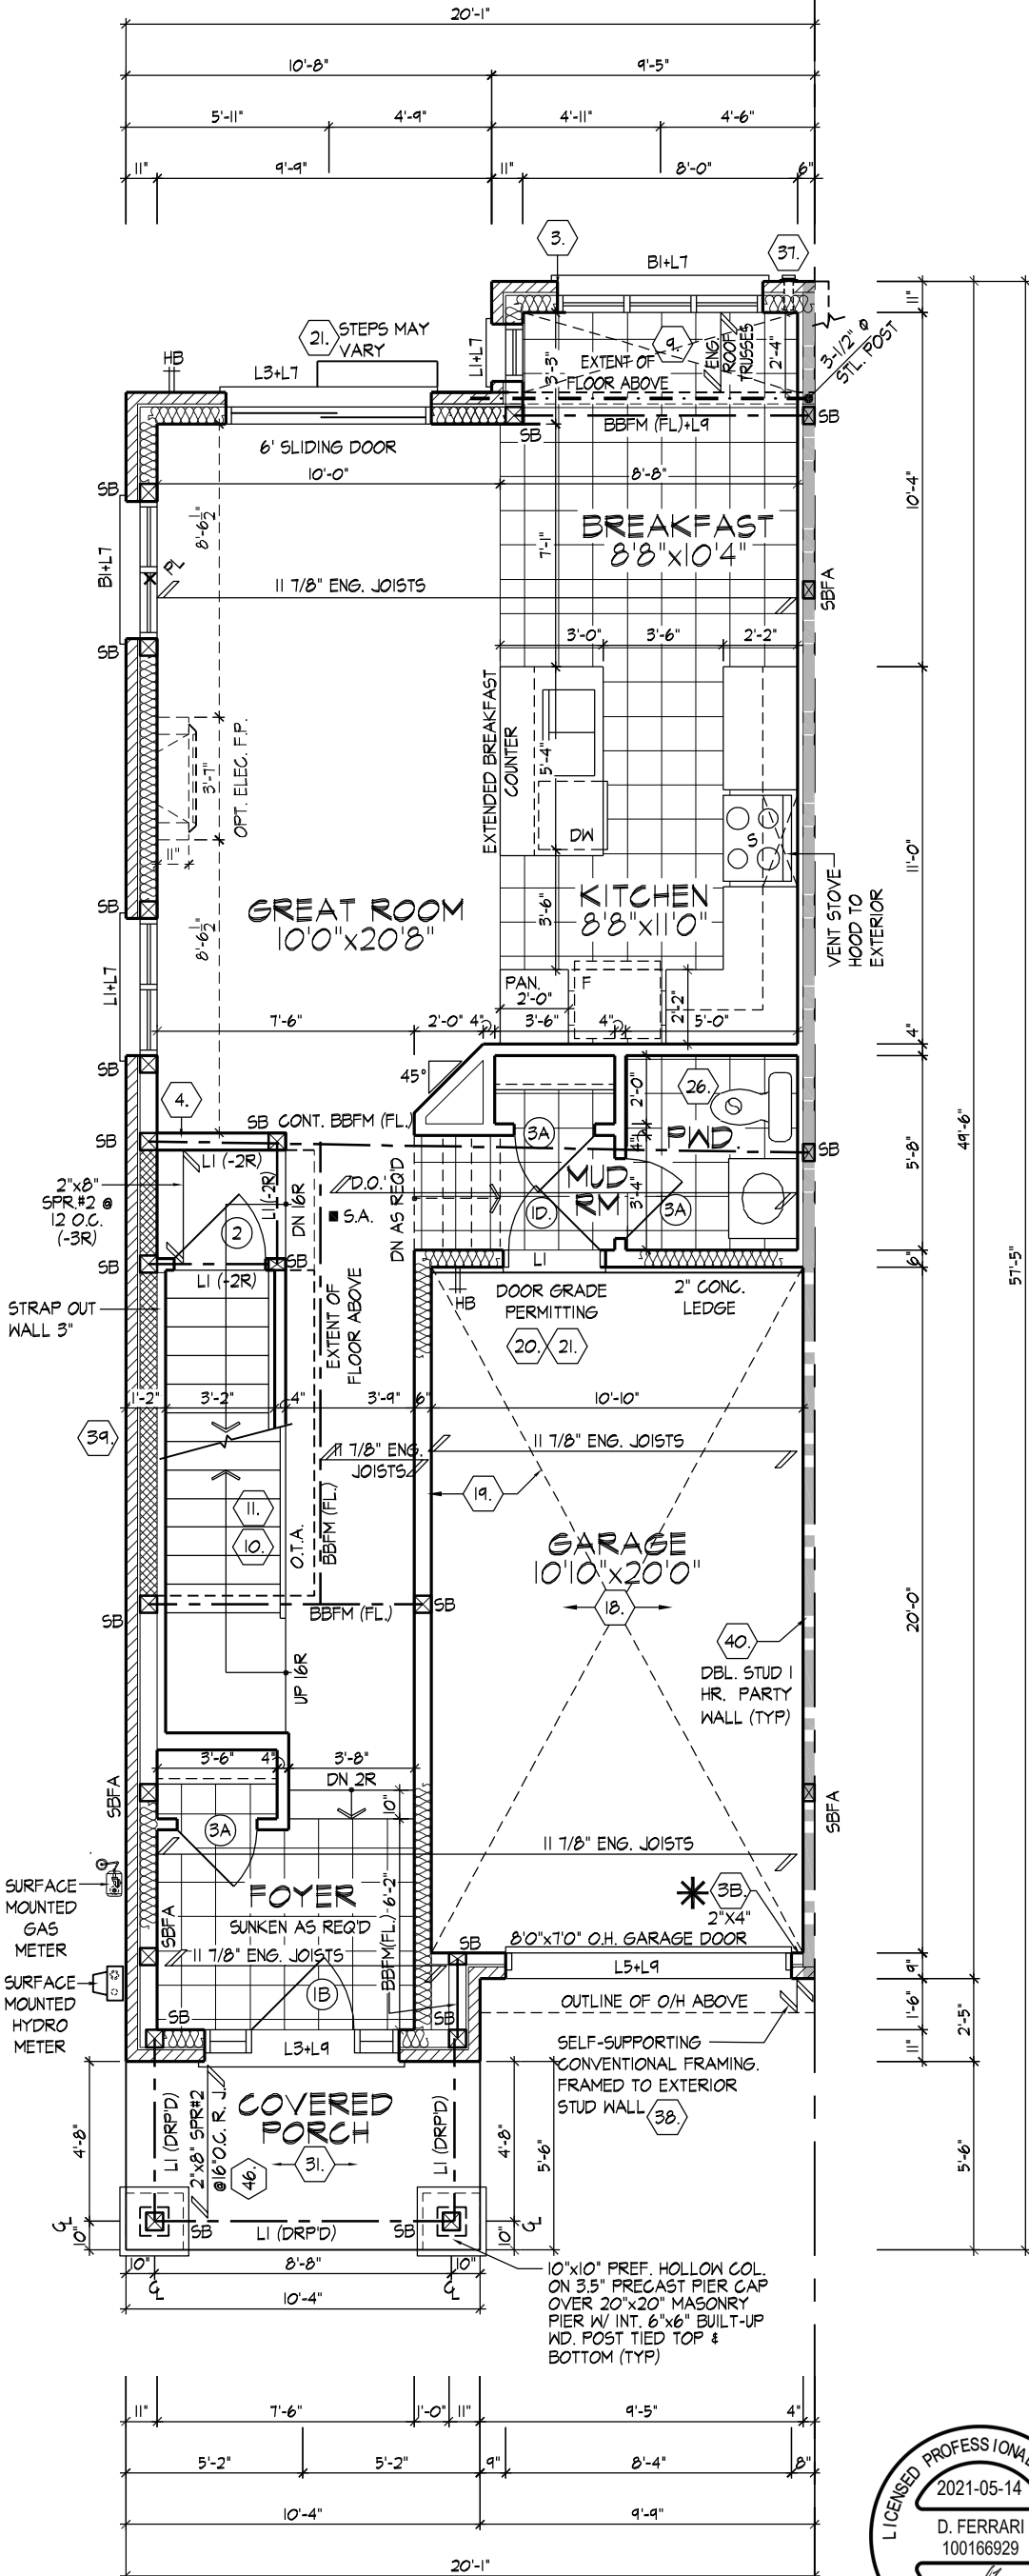 20'-1"
10'-8" 9'-5"
5'-11" 4'-9" 4'-11" 4'-6"
11" 9'-9" 11" 8'-0" 6"
3.
37.
B1+L7
21. STEPS MAY
VARY
HB
L3+L7
L1+L7
3'-3"
9.
EXTENT OF
FLOOR ABOVE
ENG.
ROOF
TRUSSES
2'-4"
3-1/2" Φ
STL. POST
11"
SB
BBFM (FL)+L9
SB
6' SLIDING DOOR
10'-0" 8'-8"
SB
8'-6 1/2"
B1+L7
PL
BREAKFAST
8'8"x10'4"
7'-1"
10'-4"
11 7/8" ENG. JOISTS
SBFA
SB
3'-0" 3'-6" 2'-2"
EXTENDED BREAKFAST
COUNTER
5'-4"
DW
S
3'-7"
OPT. ELEC. F.P.
11"
VENT STOVE
HOOD TO
EXTERIOR
11'-0"
49'-6"
57'-5"
SB
GREAT ROOM
10'0"x20'8"
KITCHEN
8'8"x11'0"
3'-6"
8'-6 1/2"
L1+L7
PAN.
2'-0"
F
2'-2"
7'-6" 2'-0" 4" 3'-6" 4" 5'-0"
4"
SB
45°
4.
26.
2'-0"
SB
SB CONT. BBFM (FL.)
3A
4"
PWD.
SB
L1 (-2R)
2"x8"
SPR.#2 @
12 O.C.
(-3R)
L1 (-2R)
DN 16R
D.O.
S.A.
DN AS REQ'D
MUD
RM
1D.
3'-4"
3A
5'-8"
2
SB
SB
L1 (-2R)
L1
6"
STRAP OUT
WALL 3"
EXTENT OF
FLOOR ABOVE
HB
DOOR GRADE
PERMITTING
2" CONC.
LEDGE
20. 21.
1'-2" 3'-2" 4" 3'-9" 6" 10'-10"
39.
11 7/8" ENG.
JOISTS
11 7/8" ENG. JOISTS
19.
11.
10.
O.T.A.
BBFM (FL.)
GARAGE
10'10"x20'0"
18.
SB
BBFM (FL.)
SB
20'-0"
40.
DBL. STUD 1
HR. PARTY
WALL (TYP)
UP 16R
3'-6" 4" 3'-8"
DN 2R
10"
SBFA
SBFA
3A
11 7/8" ENG. JOISTS
SURFACE
MOUNTED
GAS
METER
FOYER
SUNKEN AS REQ'D
6'-2"
3B.
2"x4"
SBFA
BBFM(FL.)
8'0"x7'0" O.H. GARAGE DOOR
11 7/8" ENG. JOISTS
SB
L5+L9
9"
SURFACE
MOUNTED
HYDRO
METER
1B
OUTLINE OF O/H ABOVE
1'-6"
2'-5"
SB
SB
L3+L9
11"
SELF-SUPPORTING
CONVENTIONAL FRAMING.
FRAMED TO EXTERIOR
STUD WALL 38.
4'-8"
L1 (DRP'D)
2"x8" SPR#2
@16"O.C. R. J.
COVERED
PORCH
46.
31.
L1 (DRP'D)
4'-8"
5'-6"
5'-6"
CL
10"
SB
L1 (DRP'D)
SB
10"
CL
10" 8'-8" 10"
CL CL
10'-4"
10"x10" PREF. HOLLOW COL.
ON 3.5" PRECAST PIER CAP
OVER 20"x20" MASONRY
PIER W/ INT. 6"x6" BUILT-UP
WD. POST TIED TOP &
BOTTOM (TYP)
11" 7'-6" 1'-0" 11" 9'-5" 4"
5'-2" 5'-2" 9" 8'-4" 8"
10'-4" 9'-9"
20'-1"
LICENSED PROFESSIONAL
2021-05-14
D. FERRARI
100166929